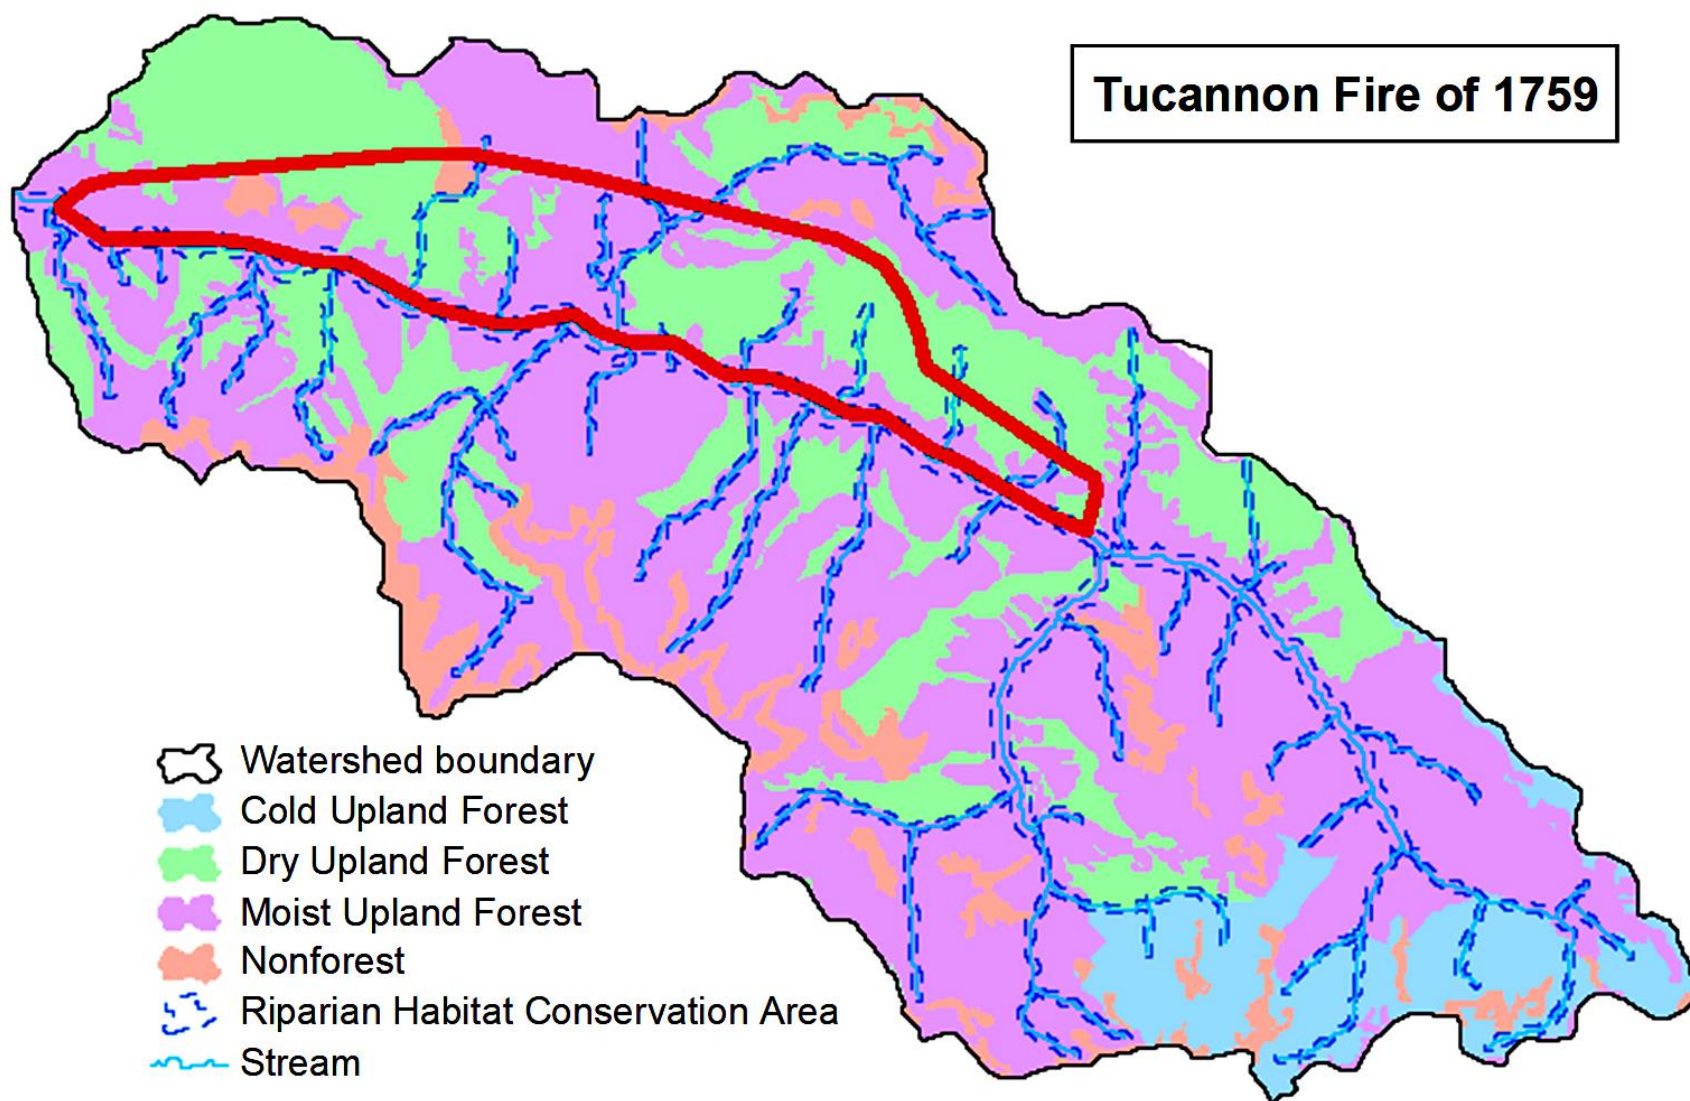 Tucannon Fire of 1759
Watershed boundary
Cold Upland Forest
Dry Upland Forest
Moist Upland Forest
Nonforest
Riparian Habitat Conservation Area
Stream